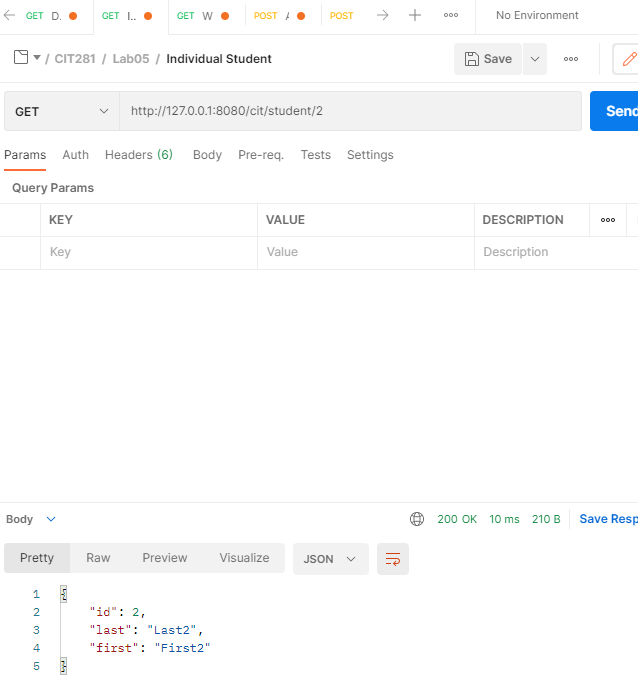 GET D. GET I.. GET W POST A POST No Environment
/ CIT281 / Lab05 / Individual Student Save
GET http://127.0.0.1:8080/cit/student/2 Send
Params Auth Headers (6) Body Pre-req. Tests Settings
Query Params
KEY VALUE DESCRIPTION
Key Value Description
Body 200 OK 10 ms 210 B Save Resp
Pretty Raw Preview Visualize JSON
1 {
2 "id": 2,
3 "last": "Last2",
4 "first": "First2"
5 }